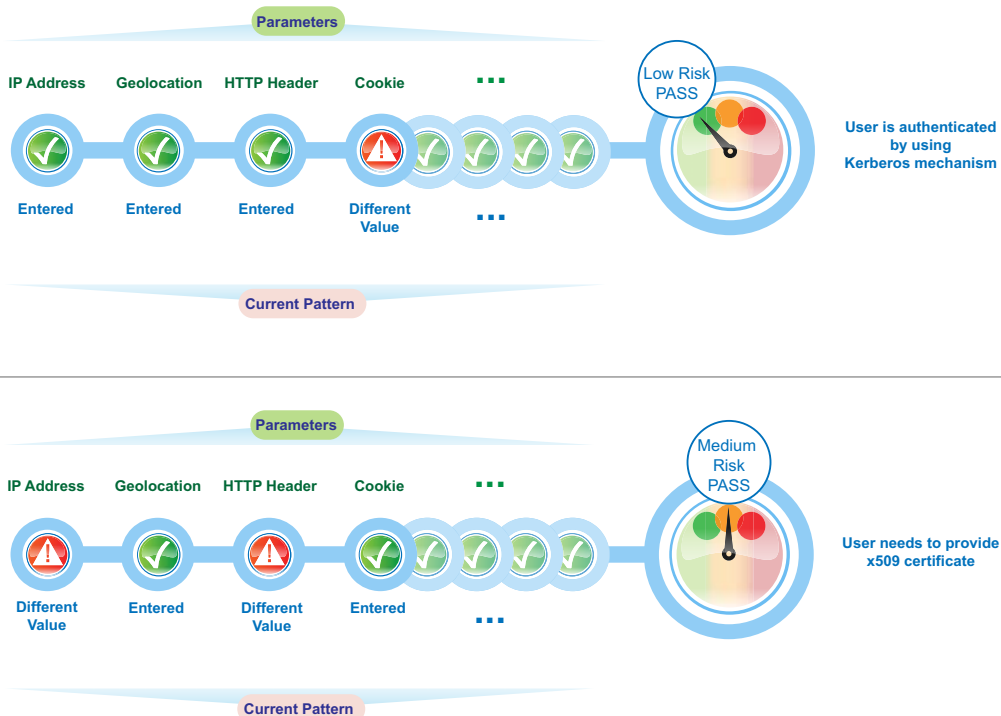 Parameters
IP Address Geolocation HTTP Header Cookie ...
Low Risk
PASS
User is authenticated
by using
Kerberos mechanism
Entered Entered Entered Different
Value
...
Current Pattern
Parameters
Medium
Risk
PASS
IP Address Geolocation HTTP Header Cookie ...
User needs to provide
x509 certificate
Different
Value
Entered
Different
Value
Entered
...
Current Pattern